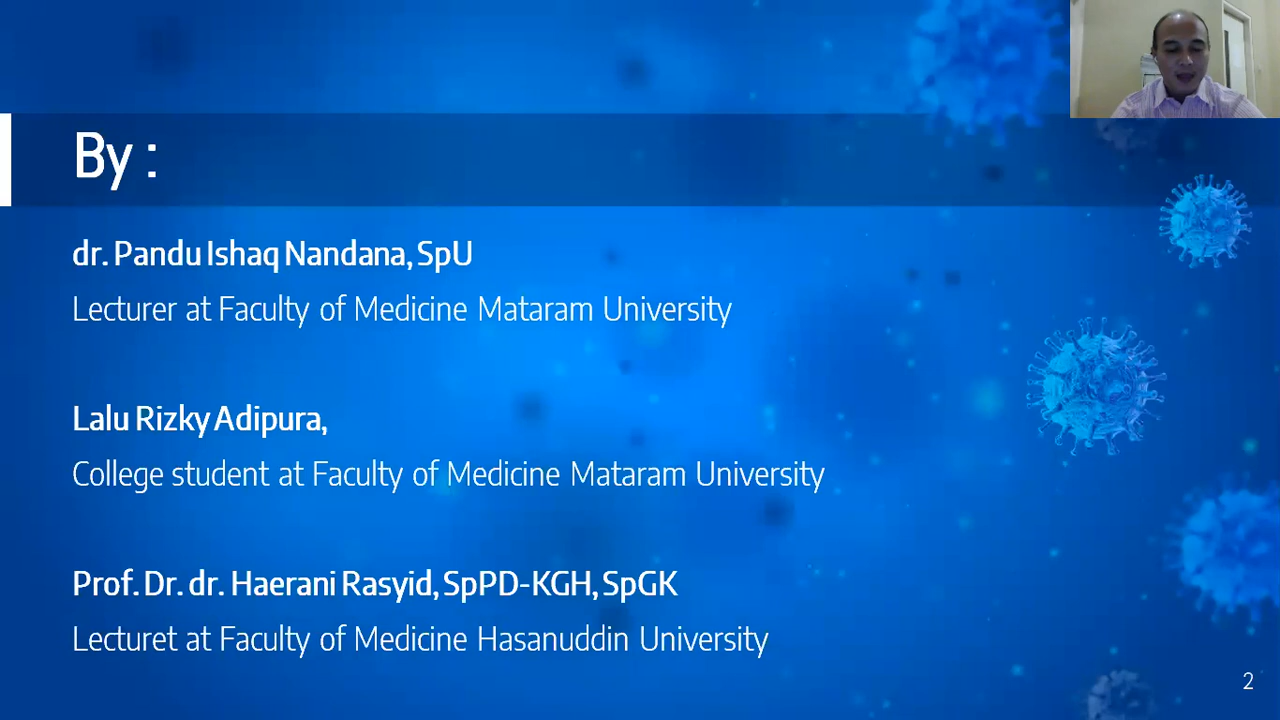 By :
dr. Pandu Ishaq Nandana, SpU
Lecturer at Faculty of Medicine Mataram University
Lalu Rizky Adipura,
College student at Faculty of Medicine Mataram University
Prof. Dr. dr. Haerani Rasyid, SpPD-KGH, SpGK
Lecturet at Faculty of Medicine Hasanuddin University
2